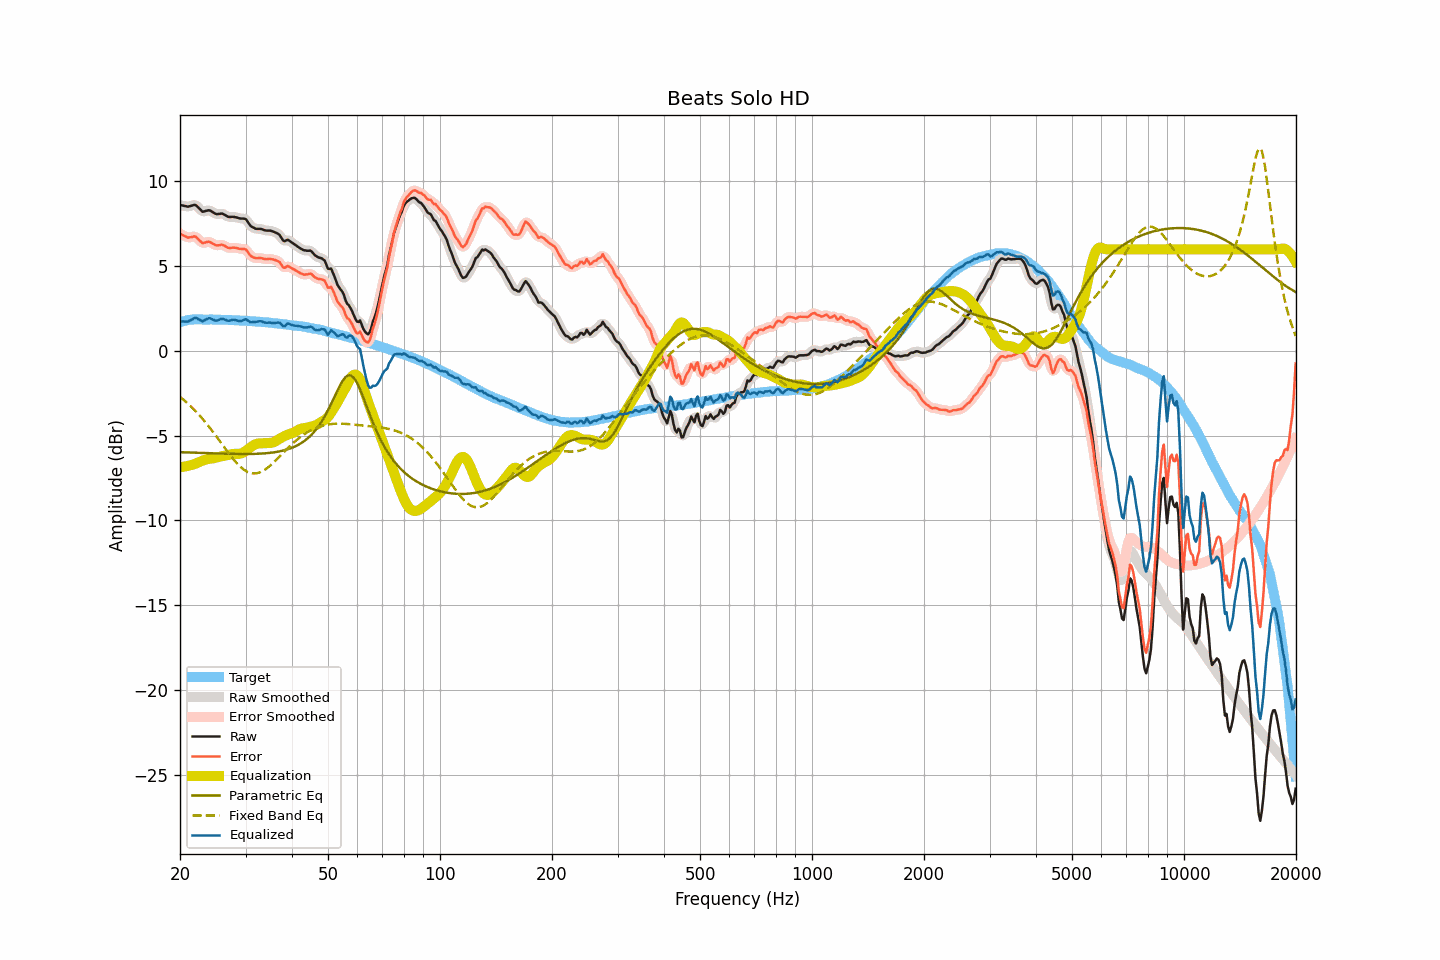 Beats Solo HD
Amplitude (dBr)
10
5
0
−5
−10
−15
−20
−25
Target
Raw Smoothed
Error Smoothed
Raw
Error
Equalization
Parametric Eq
Fixed Band Eq
Equalized
20 50 100 200 500 1000 2000 5000 10000 20000
Frequency (Hz)